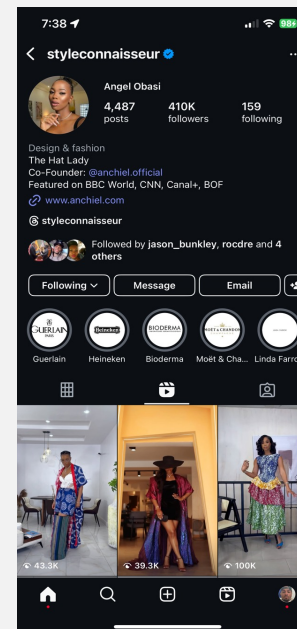 7:38
98+
styleconnaisseur
Angel Obasi
4,487 410K 159
posts followers following
Design & fashion
The Hat Lady
Co-Founder: @anchiel.official
Featured on BBC World, CNN, Canal+, BOF
www.anchiel.com
styleconnaisseur
Followed by jason_bunkley, rocdre and 4
others
Following Message Email
GUERLAIN
PARIS
Heineken
BIODERMA
MOËT & CHANDON
Guerlain Heineken Bioderma Moët & Cha... Linda Farro
43.3K 39.3K 100K